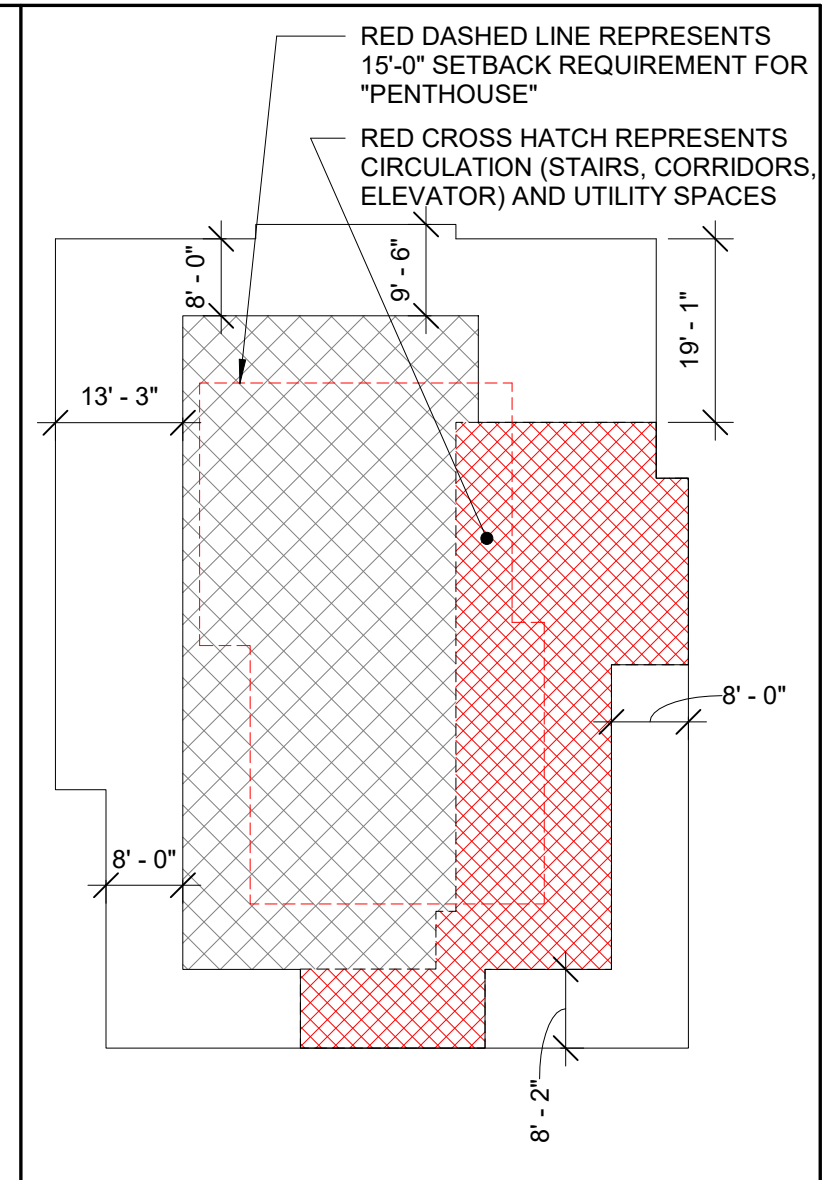 RED DASHED LINE REPRESENTS
15'-0" SETBACK REQUIREMENT FOR
"PENTHOUSE"
RED CROSS HATCH REPRESENTS
CIRCULATION (STAIRS, CORRIDORS,
ELEVATOR) AND UTILITY SPACES
8' - 0"
9' - 6"
19' - 1"
13' - 3"
8' - 0"
8' - 0"
8' - 2"